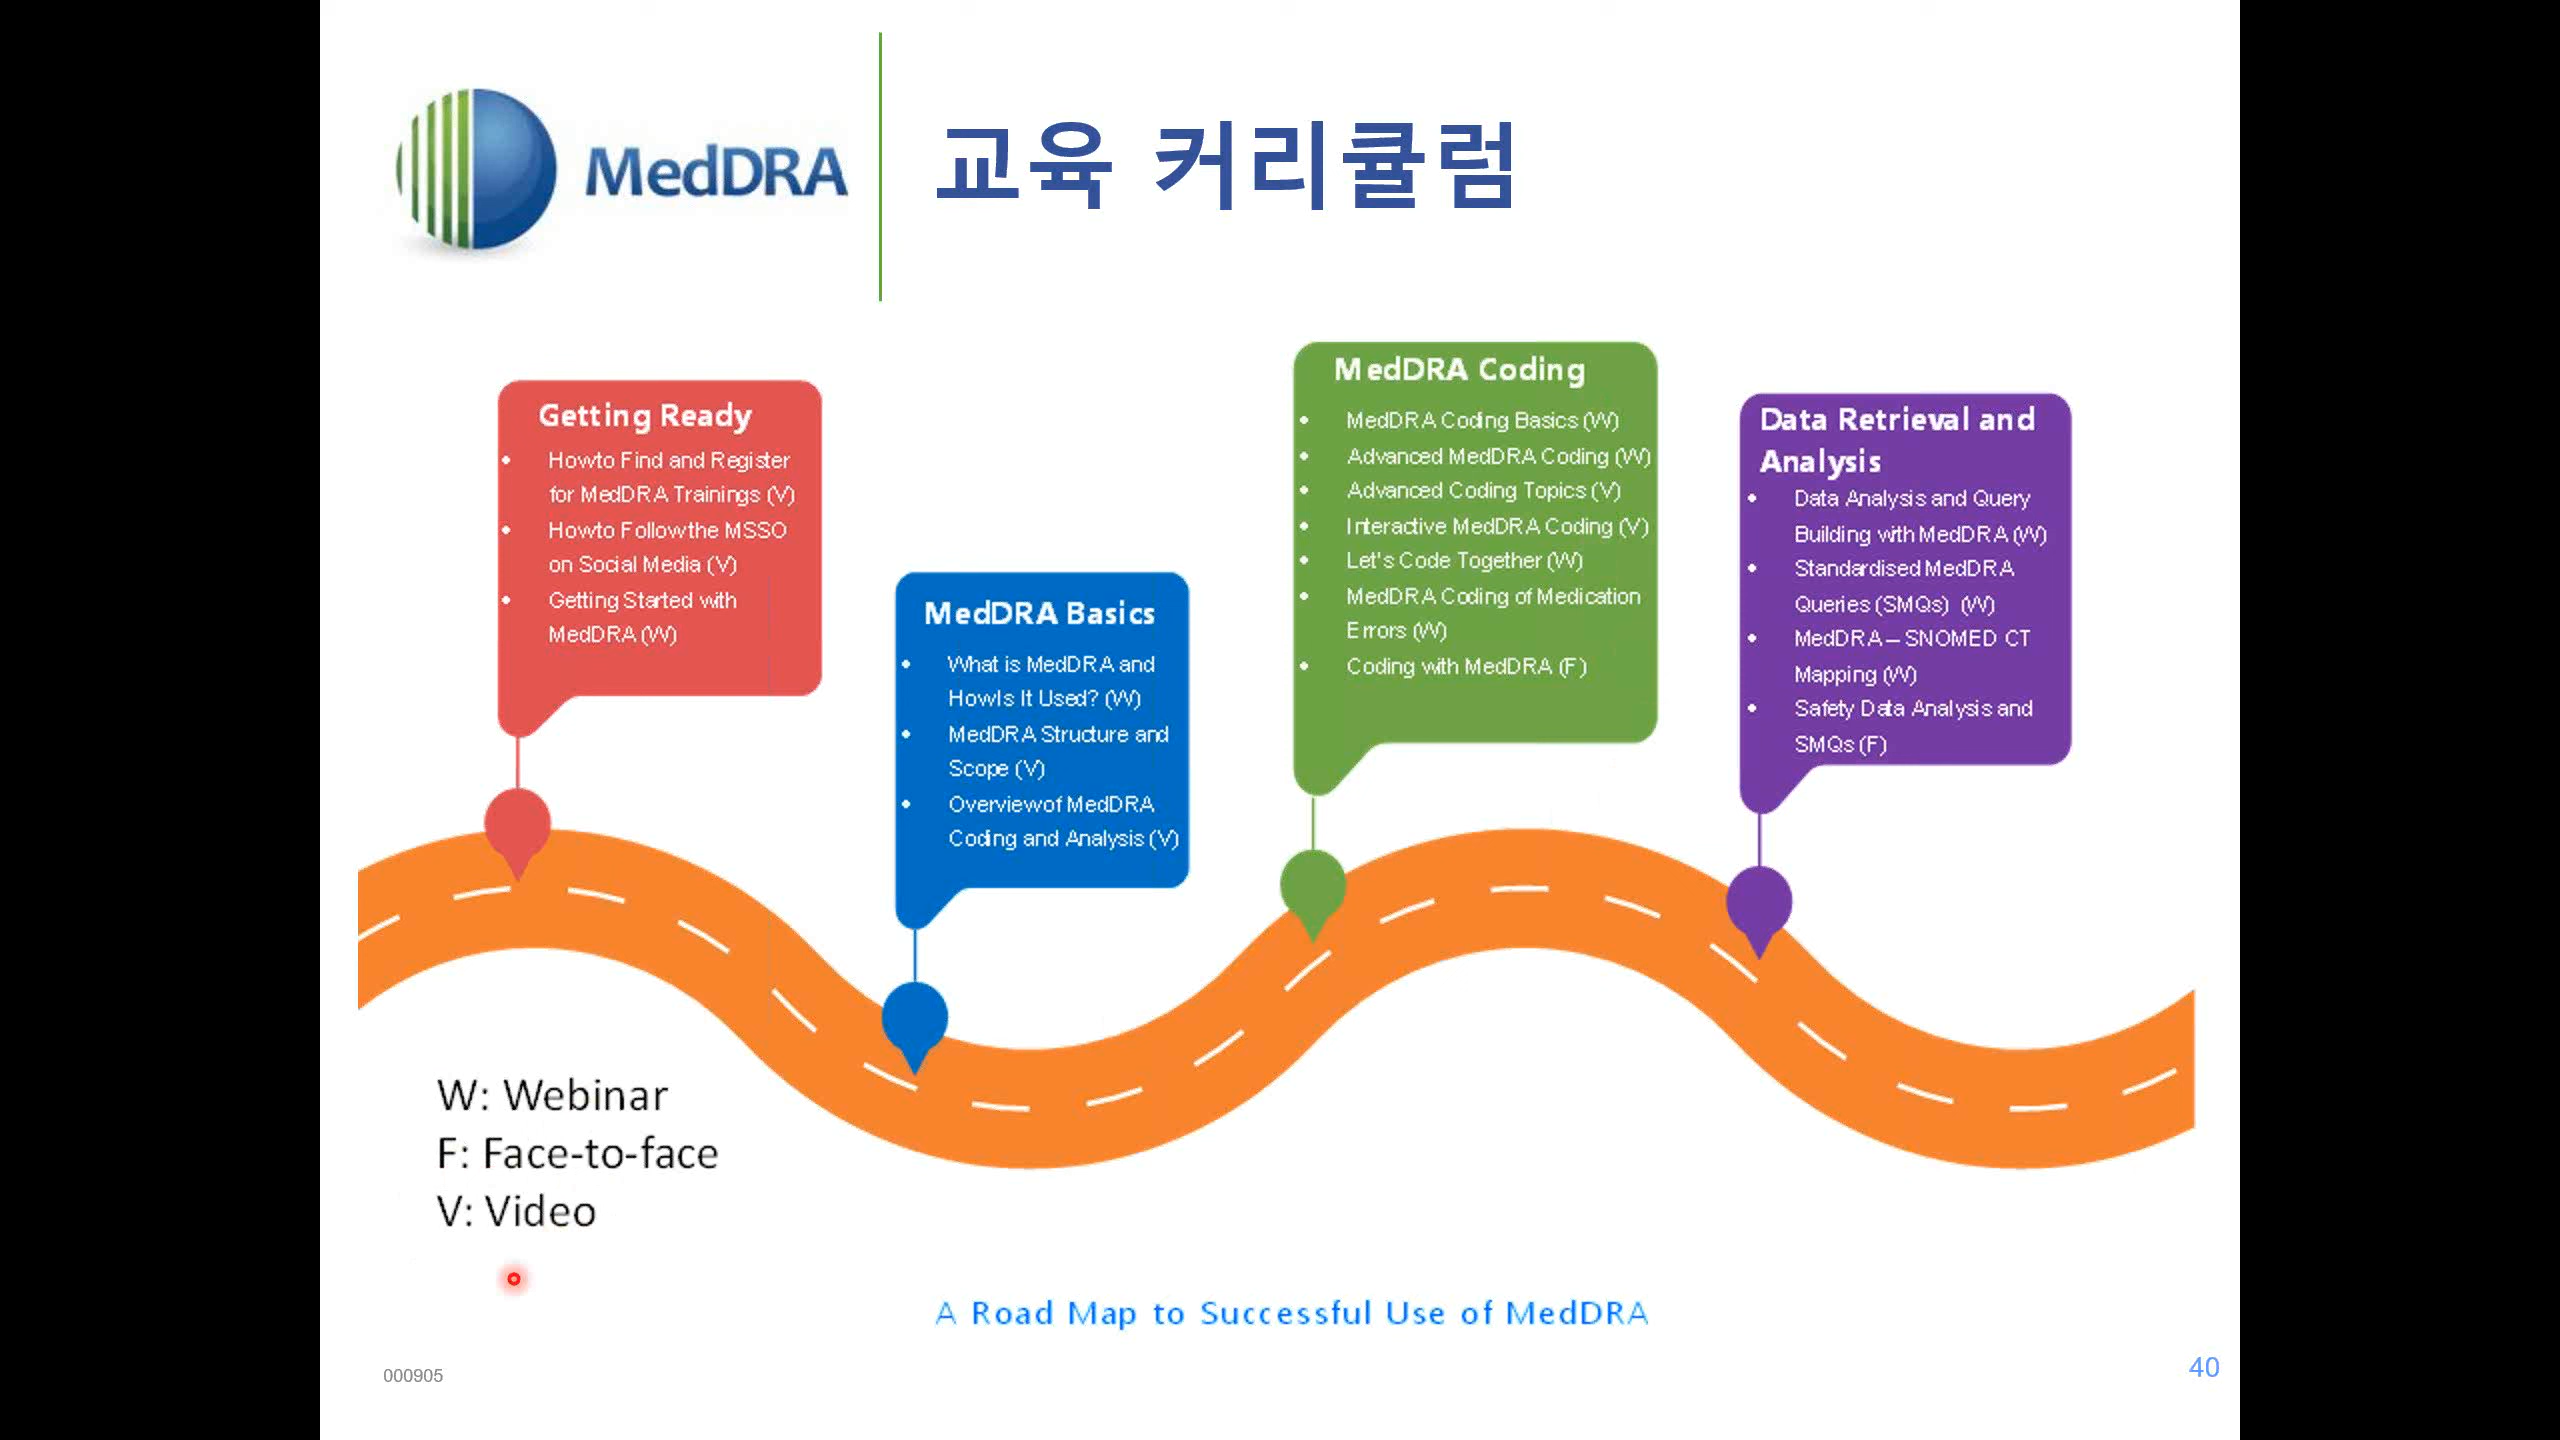 MedDRA
교육 커리큘럼
Getting Ready
• How to Find and Register
for MedDRA Trainings (V)
• How to Follow the MSSO
on Social Media (V)
• Getting Started with
MedDRA (W)
MedDRA Basics
• What is MedDRA and
How Is It Used? (W)
• MedDRA Structure and
Scope (V)
• Overview of MedDRA
Coding and Analysis (V)
MedDRA Coding
• MedDRA Coding Basics (W)
• Advanced MedDRA Coding (W)
• Advanced Coding Topics (V)
• Interactive MedDRA Coding (V)
• Let's Code Together (W)
• MedDRA Coding of Medication
Errors (W)
• Coding with MedDRA (F)
Data Retrieval and
Analysis
• Data Analysis and Query
Building with MedDRA (W)
• Standardised MedDRA
Queries (SMQs) (W)
• MedDRA – SNOMED CT
Mapping (W)
• Safety Data Analysis and
SMQs (F)
W: Webinar
F: Face-to-face
V: Video
A Road Map to Successful Use of MedDRA
000905
40